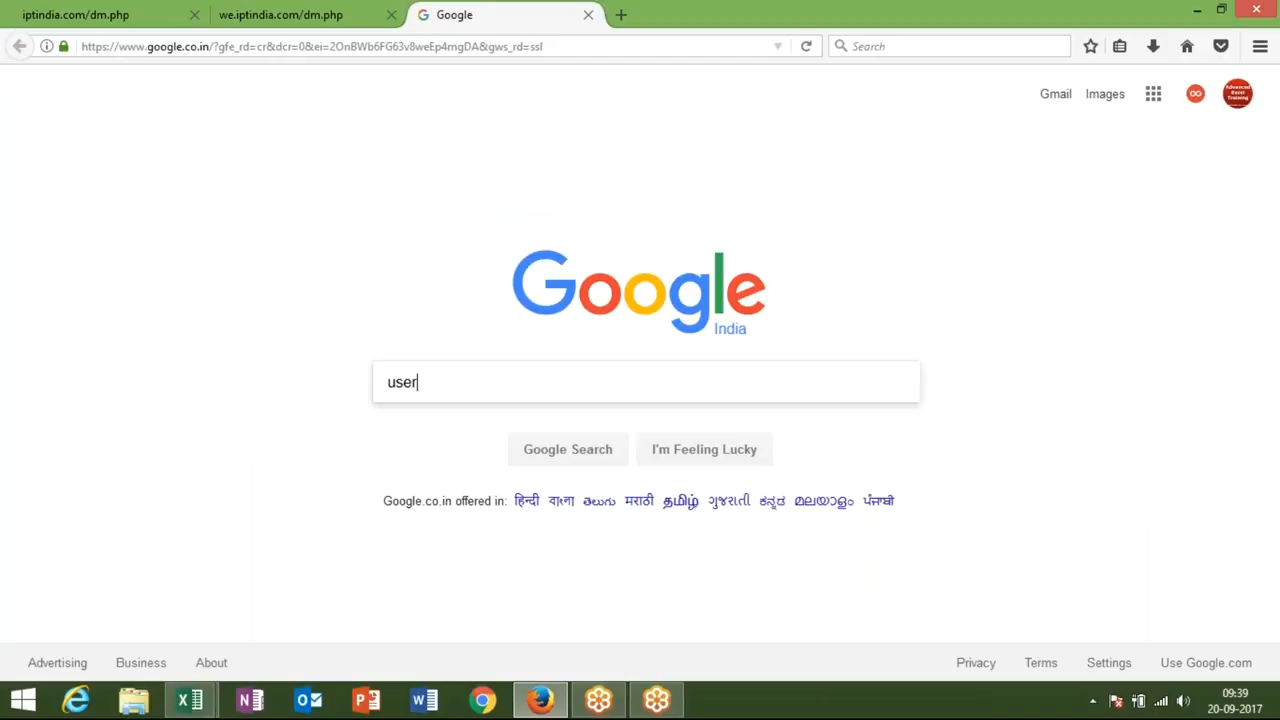 iptindia.com/dm.php
we.iptindia.com/dm.php
Google
https://www.google.co.in/?gfe_rd=cr&dcr=0&ei=2OnBWb6FG63v8weEp4mgDA&gws_rd=ssl
Search
Gmail Images
Advanced
Excel
Training
Google
India
user
Google Search I'm Feeling Lucky
Google.co.in offered in: हिन्दी বাংলা తెలుగు मराठी தமிழ் ગુજરાતી ಕನ್ನಡ മലയാളം ਪੰਜਾਬੀ
Advertising Business About Privacy Terms Settings Use Google.com
09:39
20-09-2017